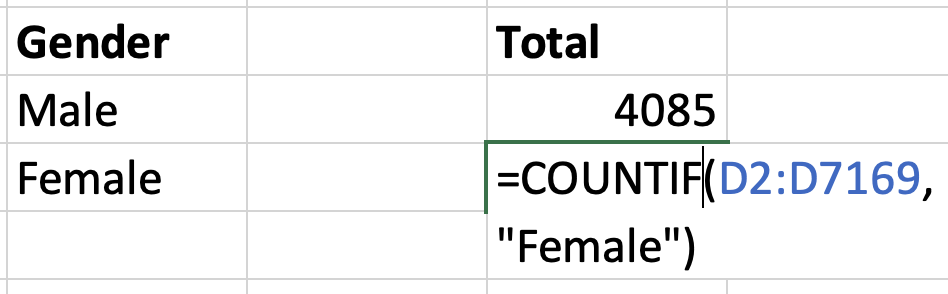 Gender Total
Male 4085
Female =COUNTIF(D2:D7169,
"Female")